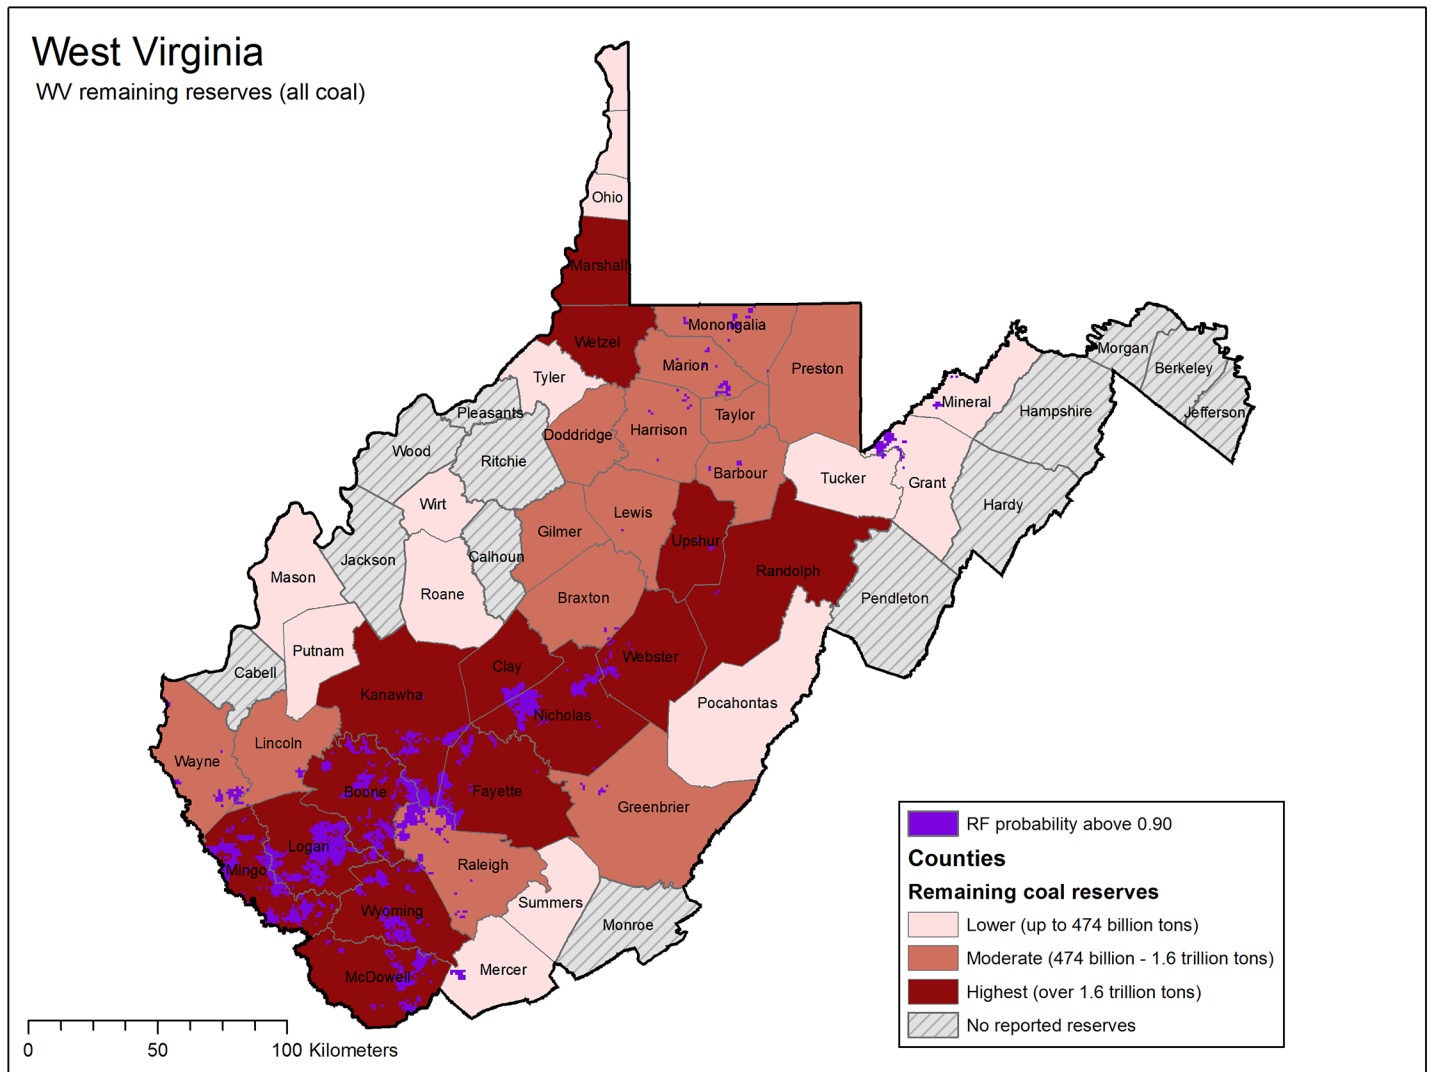 West Virginia
WV remaining reserves (all coal)
Ohio
Marshall
Wetzel
Monongalia
Marion
Preston
Tyler
Pleasants
Doddridge
Harrison
Taylor
Barbour
Wood
Ritchie
Wirt
Calhoun
Gilmer
Lewis
Upshur
Tucker
Grant
Mineral
Hampshire
Morgan
Berkeley
Jefferson
Hardy
Pendleton
Randolph
Jackson
Roane
Mason
Putnam
Cabell
Braxton
Webster
Clay
Kanawha
Nicholas
Pocahontas
Wayne
Lincoln
Boone
Fayette
Greenbrier
Logan
Mingo
Raleigh
Summers
Monroe
Wyoming
McDowell
Mercer
RF probability above 0.90
Counties
Remaining coal reserves
Lower (up to 474 billion tons)
Moderate (474 billion - 1.6 trillion tons)
Highest (over 1.6 trillion tons)
No reported reserves
0 50 100 Kilometers